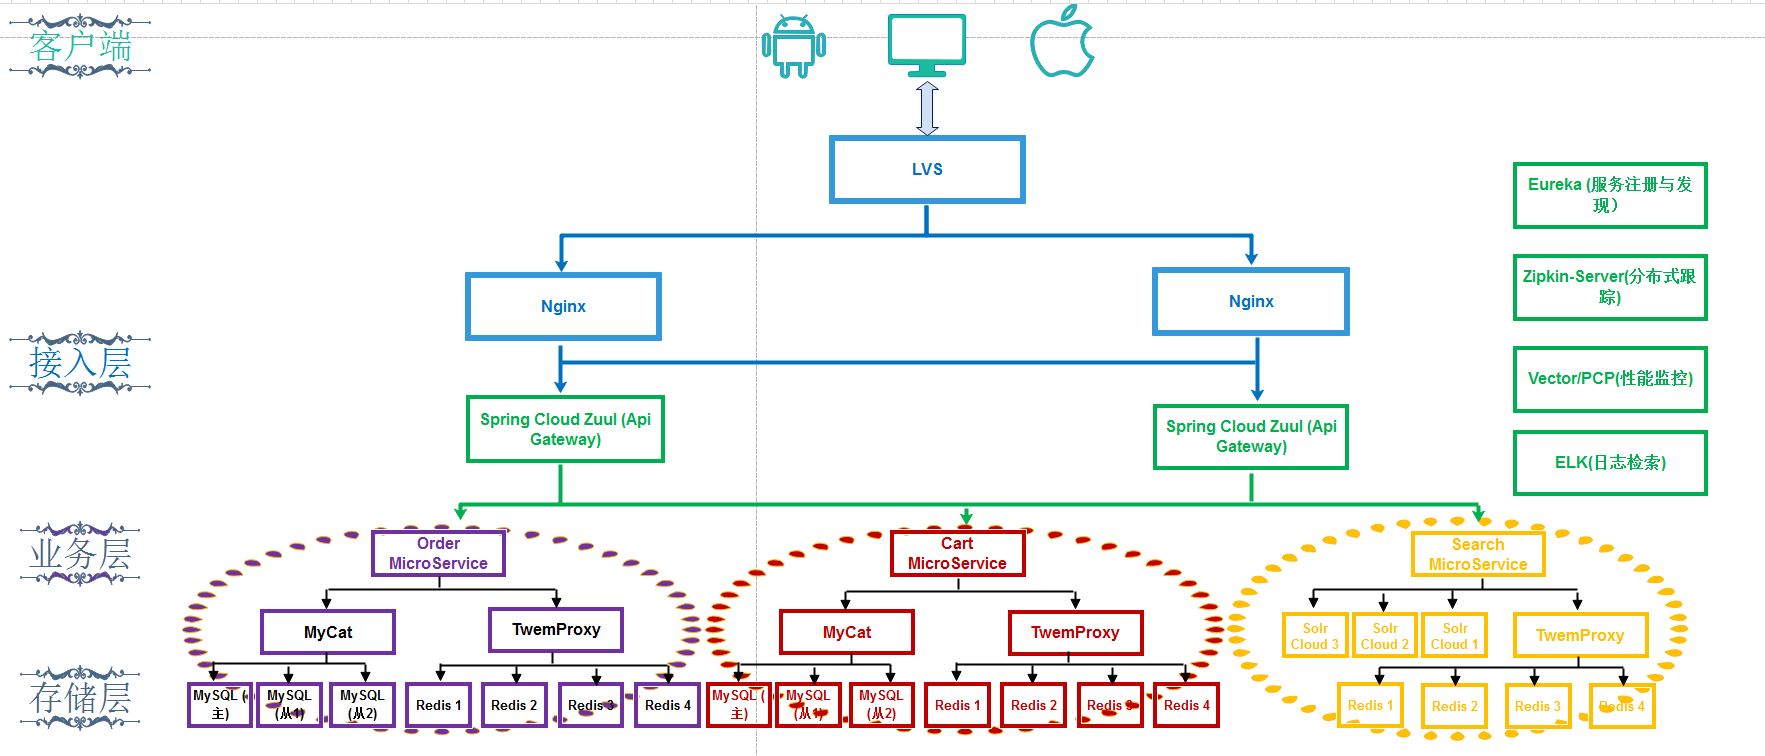 客户端
LVS
Eureka (服务注册与发
现）
Zipkin-Server(分布式跟
踪)
Nginx
Nginx
接入层
Vector/PCP(性能监控)
Spring Cloud Zuul (Api
Gateway)
Spring Cloud Zuul (Api
Gateway)
ELK(日志检索)
业务层
Order
MicroService
Cart
MicroService
Search
MicroService
MyCat
TwemProxy
MyCat
TwemProxy
Solr
Cloud 3
Solr
Cloud 2
Solr
Cloud 1
TwemProxy
存储层
MySQL (
主)
MySQL
(从1)
MySQL
(从2)
Redis 1
Redis 2
Redis 3
Redis 4
MySQL (
主)
MySQL
(从1)
MySQL
(从2)
Redis 1
Redis 2
Redis 3
Redis 4
Redis 1
Redis 2
Redis 3
Redis 4